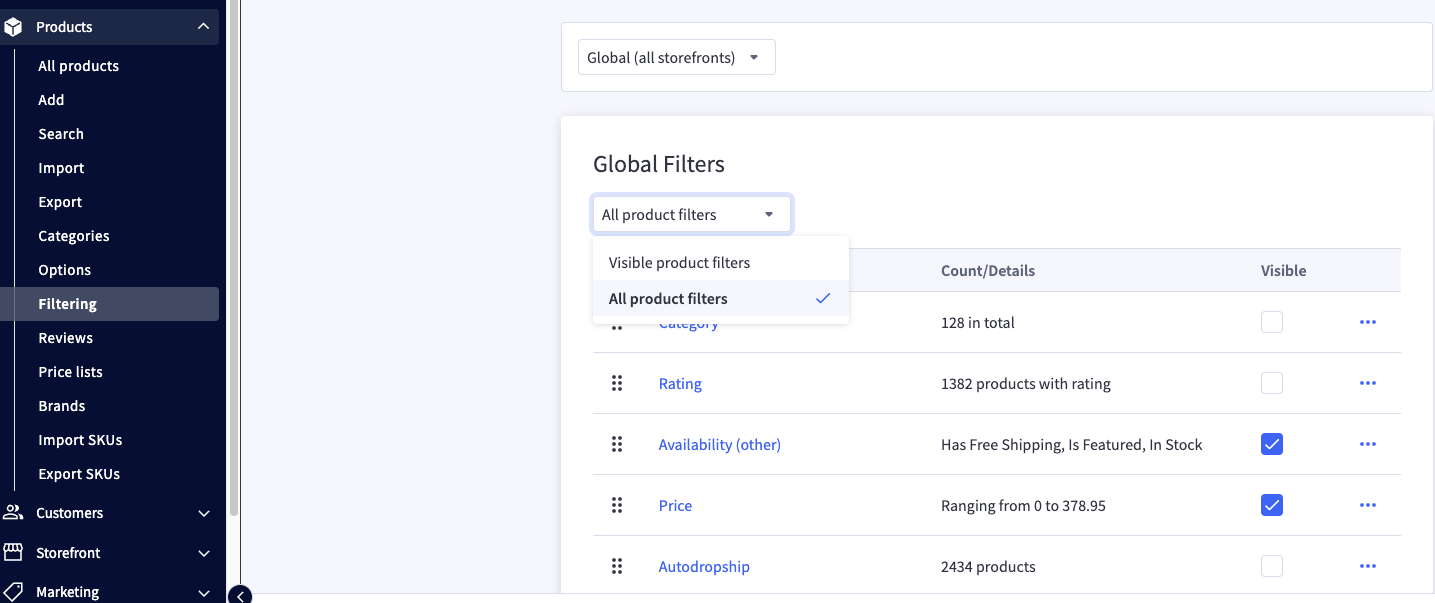 Products
All products
Add
Search
Import
Export
Categories
Options
Filtering
Reviews
Price lists
Brands
Import SKUs
Export SKUs
Customers
Storefront
Marketing
Global (all storefronts)
Global Filters
All product filters
Visible product filters
All product filters
Count/Details Visible
Category 128 in total
Rating 1382 products with rating
Availability (other) Has Free Shipping, Is Featured, In Stock
Price Ranging from 0 to 378.95
Autodropship 2434 products